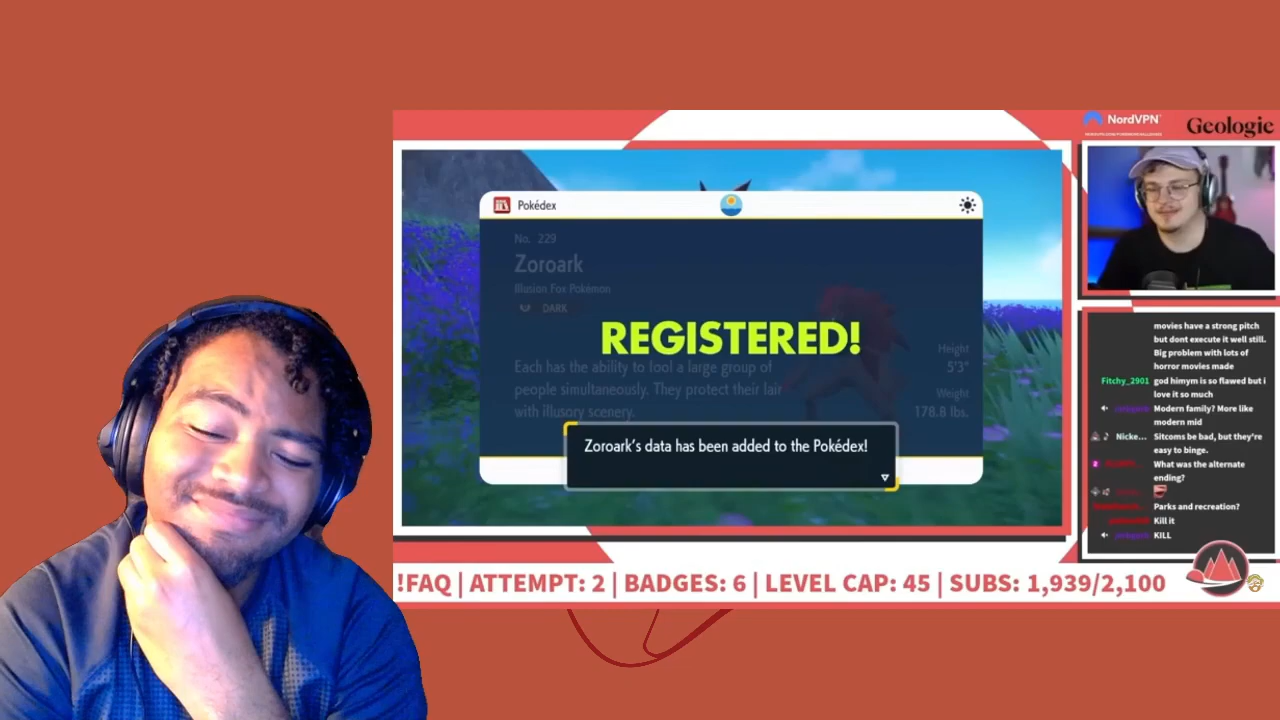 NordVPN
Geologic
Pokédex
No. 229
Zoroark
Illusion Fox Pokémon
DARK
REGISTERED!
Height
5'3"
Each has the ability to fool a large group of
people simultaneously. They protect their lair
with illusory scenery.
Weight
178.8 lbs.
Zoroark's data has been added to the Pokédex!
movies have a strong pitch
but dont execute it well still.
Big problem with lots of
horror movies made
Fitchy_2901 god himym is so flawed but i
love it so much
Modern family? More like
modern mid
Nicke... Sitcoms be bad, but they're
easy to binge.
What was the alternate
ending?
Parks and recreation?
Kill it
KILL
!FAQ | ATTEMPT: 2 | BADGES: 6 | LEVEL CAP: 45 | SUBS: 1,939/2,100